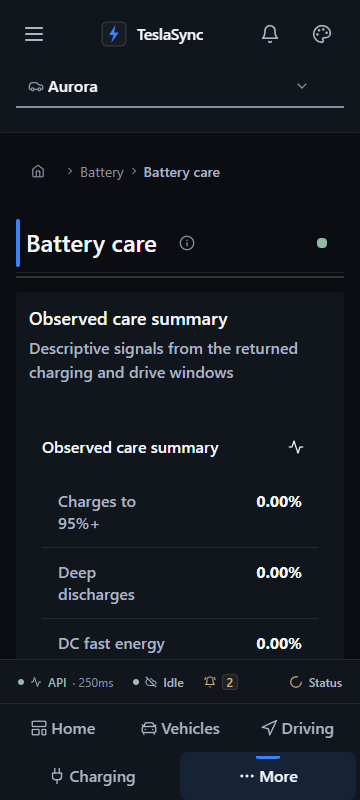 TeslaSync
Aurora
Battery
Battery care
Battery care
Observed care summary
Descriptive signals from the returned
charging and drive windows
Observed care summary
Charges to 0.00%
95%+
Deep 0.00%
discharges
DC fast energy 0.00%
API · 250ms Idle 2 Status
Home Vehicles Driving
Charging More